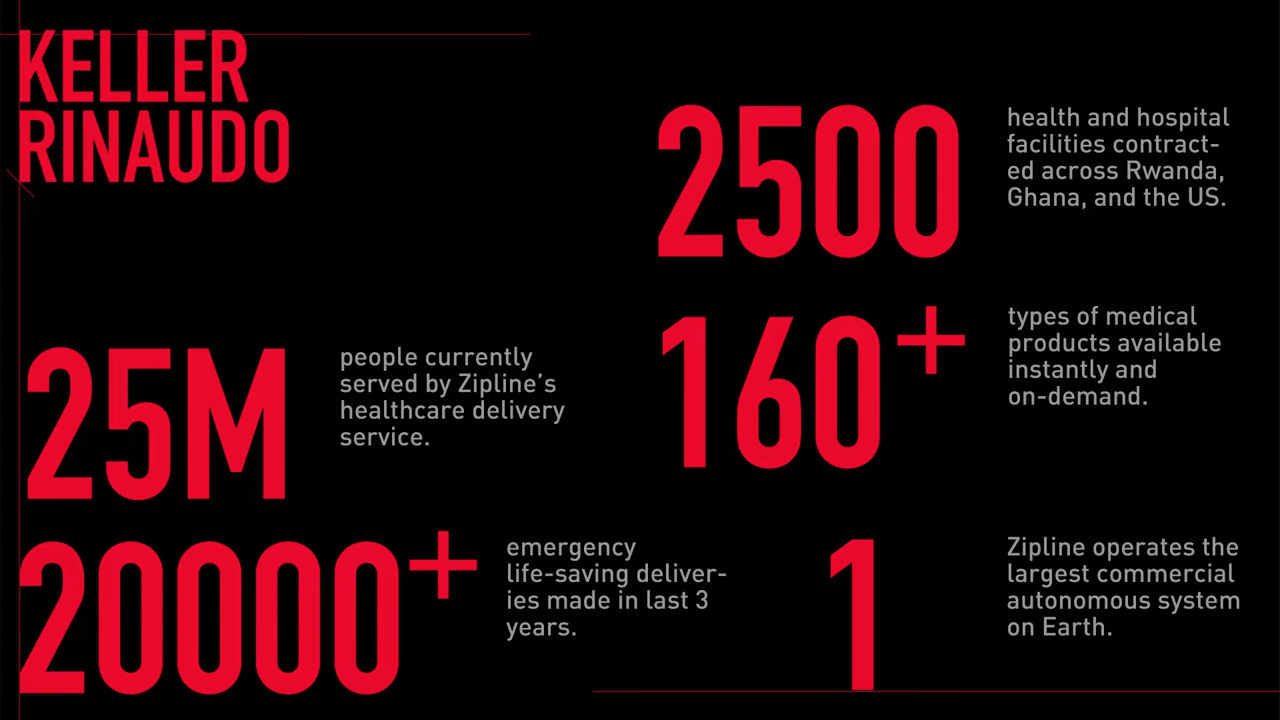 KELLER
RINAUDO
25M
people currently
served by Zipline’s
healthcare delivery
service.
20000+
emergency
life-saving deliver-
ies made in last 3
years.
2500
health and hospital
facilities contract-
ed across Rwanda,
Ghana, and the US.
160+
types of medical
products available
instantly and
on-demand.
1
Zipline operates the
largest commercial
autonomous system
on Earth.